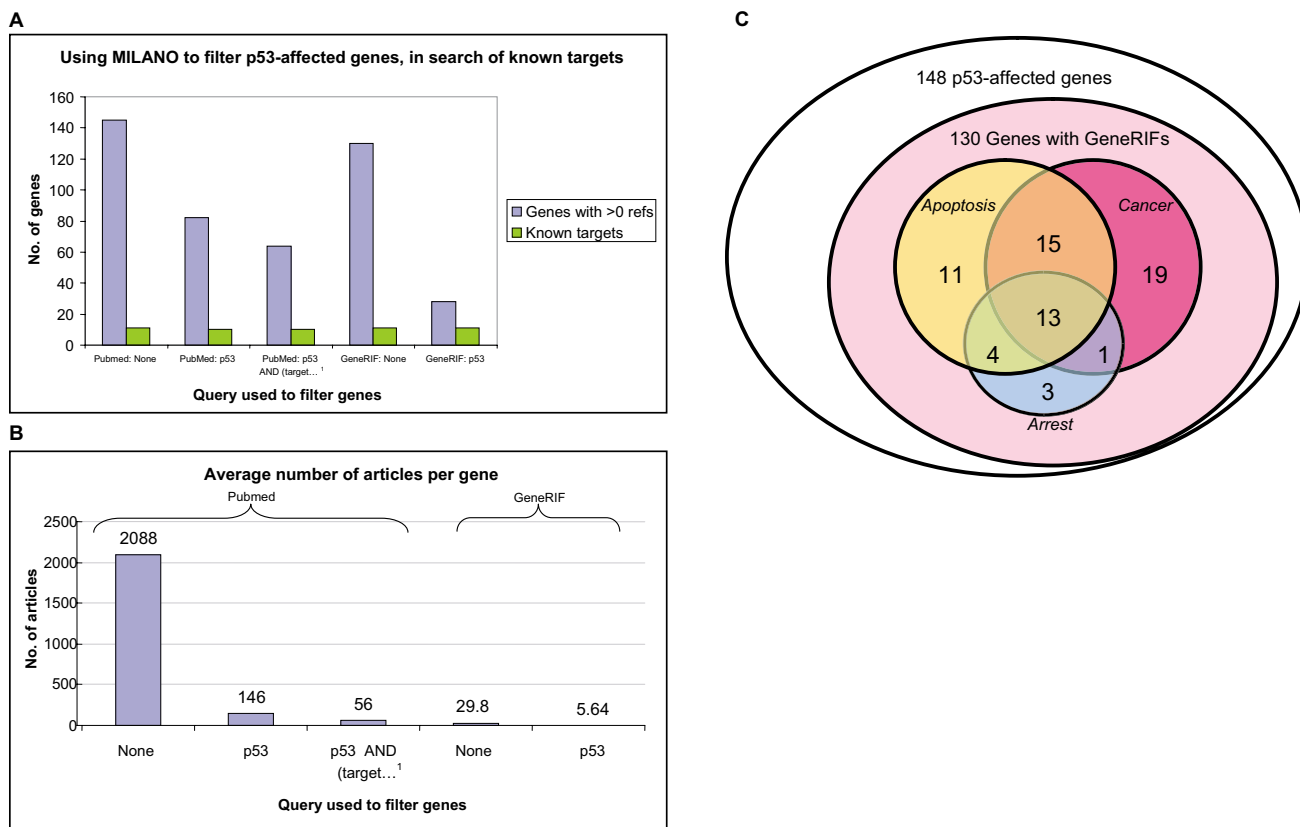 A
Using MILANO to filter p53-affected genes, in search of known targets
160
140
120
100
80
60
40
20
0
No. of genes
Pubmed: None
PubMed: p53
PubMed: p53
AND (target... 1
GeneRIF: None
GeneRIF: p53
Query used to filter genes
Genes with >0 refs
Known targets
B
Average number of articles per gene
Pubmed
GeneRIF
2500
2000
1500
1000
500
0
No. of articles
2088
146
56
29.8
5.64
None
p53
p53 AND
(target...1
None
p53
Query used to filter genes
C
148 p53-affected genes
130 Genes with GeneRIFs
Apoptosis
Cancer
15
11
19
13
4
1
3
Arrest